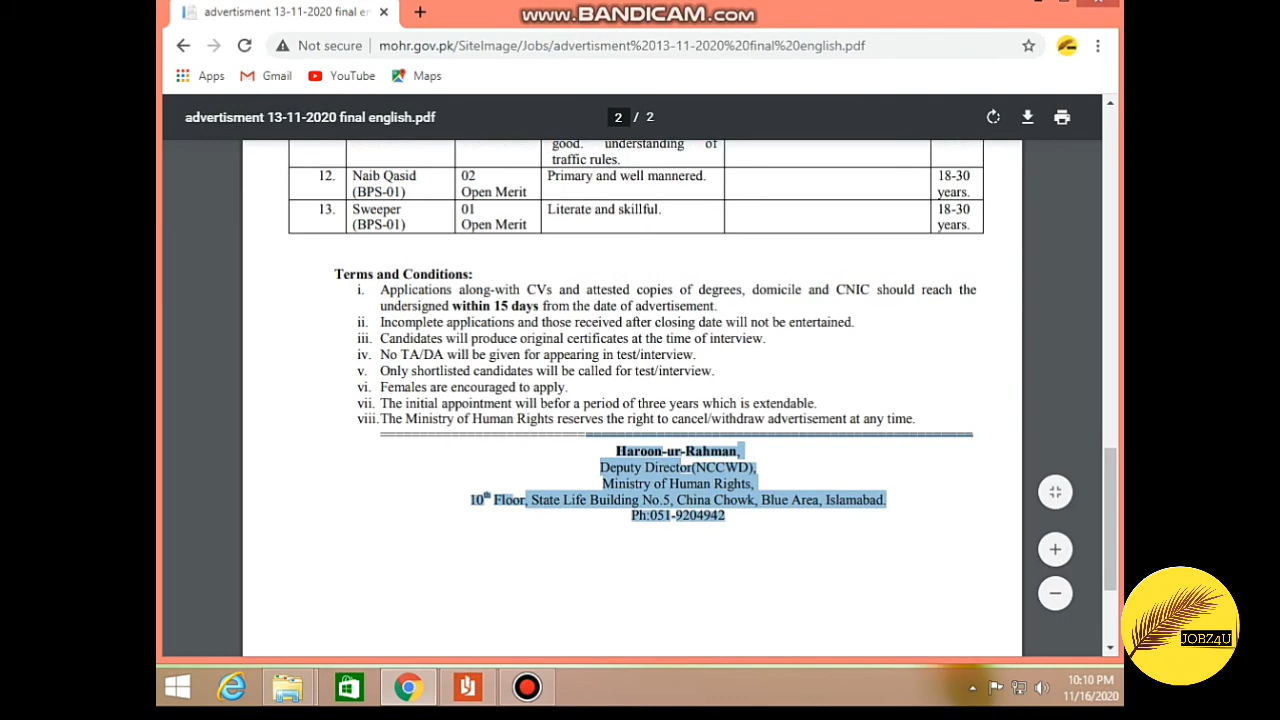 www.BANDICAM.com
advertisment 13-11-2020 final er
Not secure | mohr.gov.pk/SiteImage/Jobs/advertisment%2013-11-2020%20final%20english.pdf
Apps Gmail YouTube Maps
advertisment 13-11-2020 final english.pdf 2 / 2
good. understanding of
traffic rules.
12. Naib Qasid 02 Primary and well mannered. 18-30
(BPS-01) Open Merit years.
13. Sweeper 01 Literate and skillful. 18-30
(BPS-01) Open Merit years.
Terms and Conditions:
i. Applications along-with CVs and attested copies of degrees, domicile and CNIC should reach the
undersigned within 15 days from the date of advertisement.
ii. Incomplete applications and those received after closing date will not be entertained.
iii. Candidates will produce original certificates at the time of interview.
iv. No TA/DA will be given for appearing in test/interview.
v. Only shortlisted candidates will be called for test/interview.
vi. Females are encouraged to apply.
vii. The initial appointment will befor a period of three years which is extendable.
viii. The Ministry of Human Rights reserves the right to cancel/withdraw advertisement at any time.
Haroon-ur-Rahman,
Deputy Director(NCCWD),
Ministry of Human Rights,
10th Floor, State Life Building No.5, China Chowk, Blue Area, Islamabad.
Ph:051-9204942
JOBZ4U
10:10 PM
11/16/2020